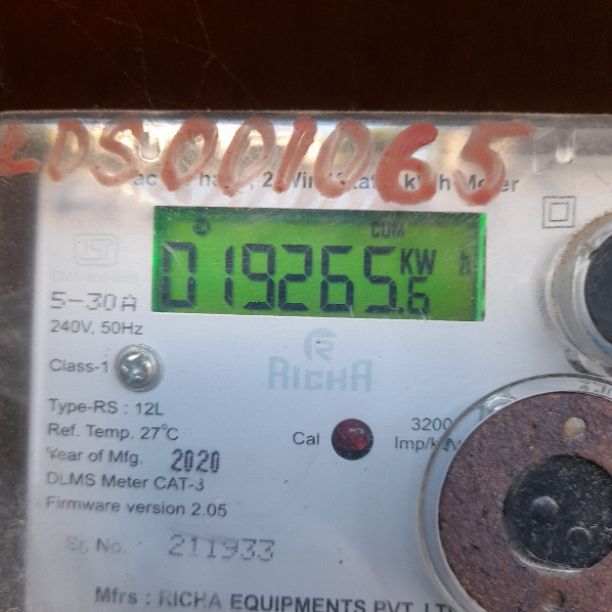 LDS001065
COM
019265.6 KW
5-30A
240V, 50Hz
RICHA
Class-1
Type-RS : 12L
Ref. Temp. 27°C
Cal
3200
Year of Mfg. 2020
DLMS Meter CAT-3
Firmware version 2.05
Sr. No. 211933
Mfrs : RICHA EQUIPMENTS PVT.